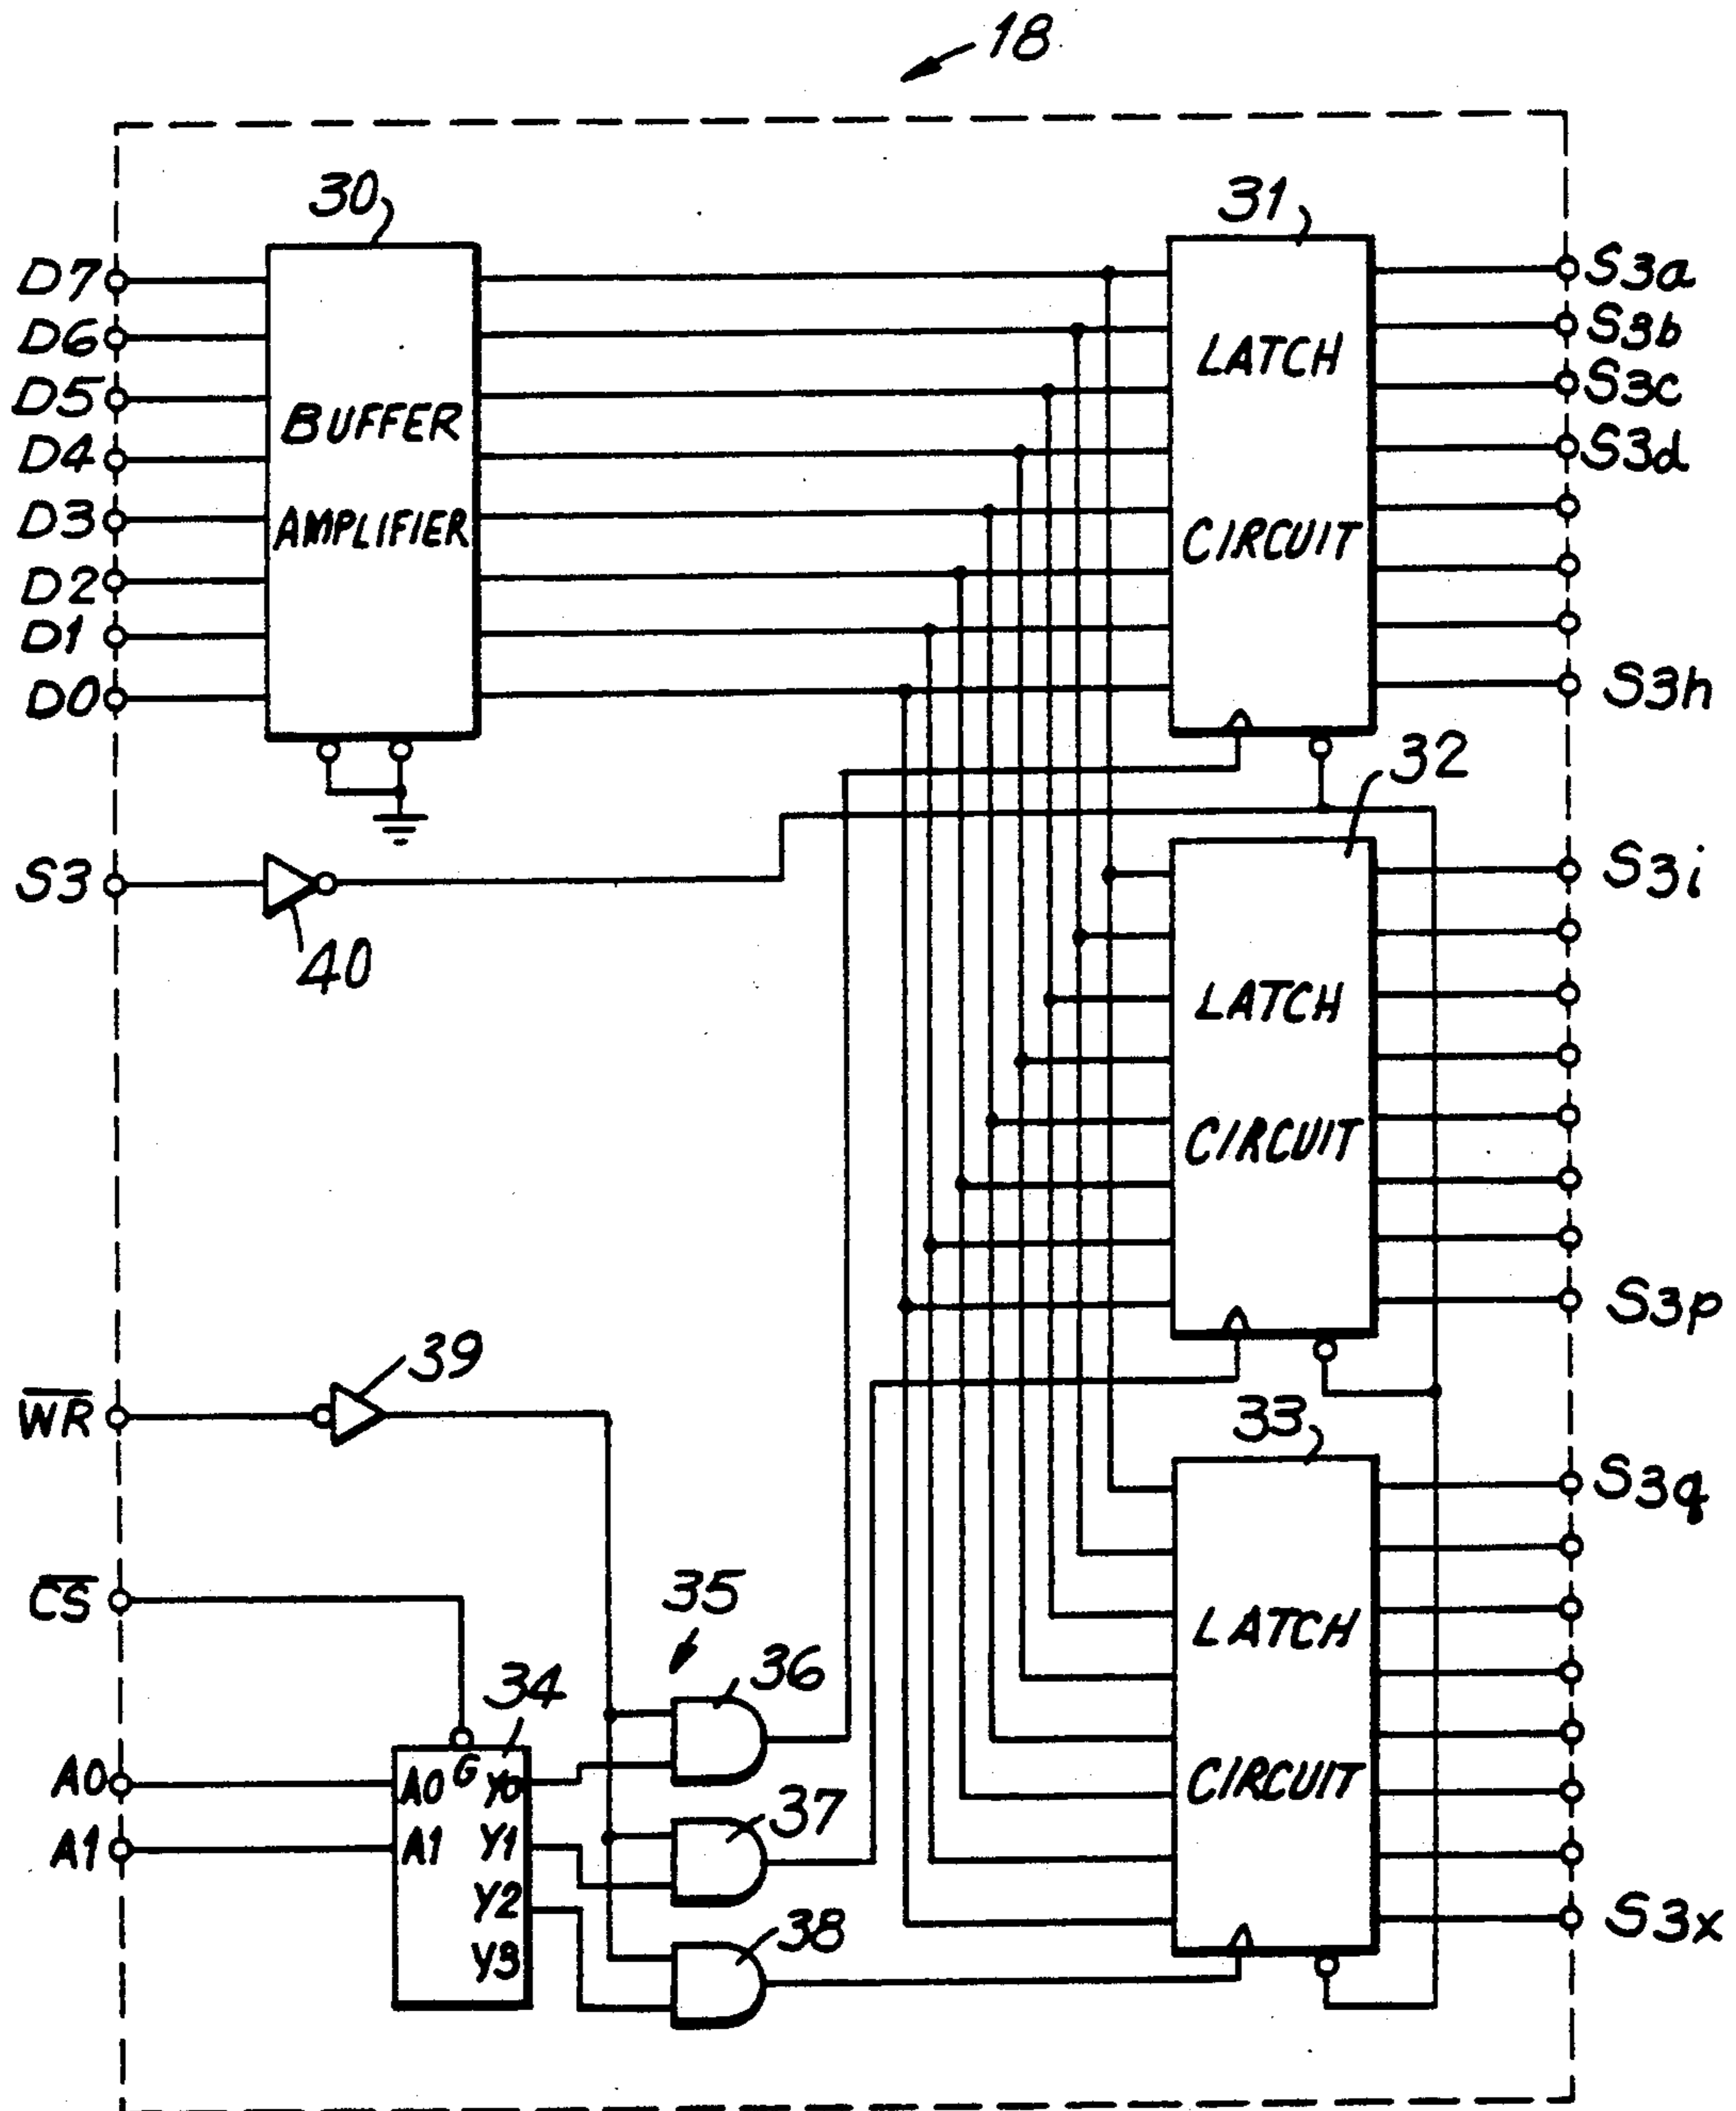 18
30
31
D7
S3a
D6
S3b
LATCH
D5
S3c
BUFFER
D4
S3d
D3
AMPLIFIER
CIRCUIT
D2
D1
D0
S3h
32
S3
S3i
40
LATCH
CIRCUIT
S3p
39
WR
33
S3q
CS
35
LATCH
34
36
A0
A0
G
Y0
CIRCUIT
37
A1
A1
Y1
Y2
S3x
38
Y3